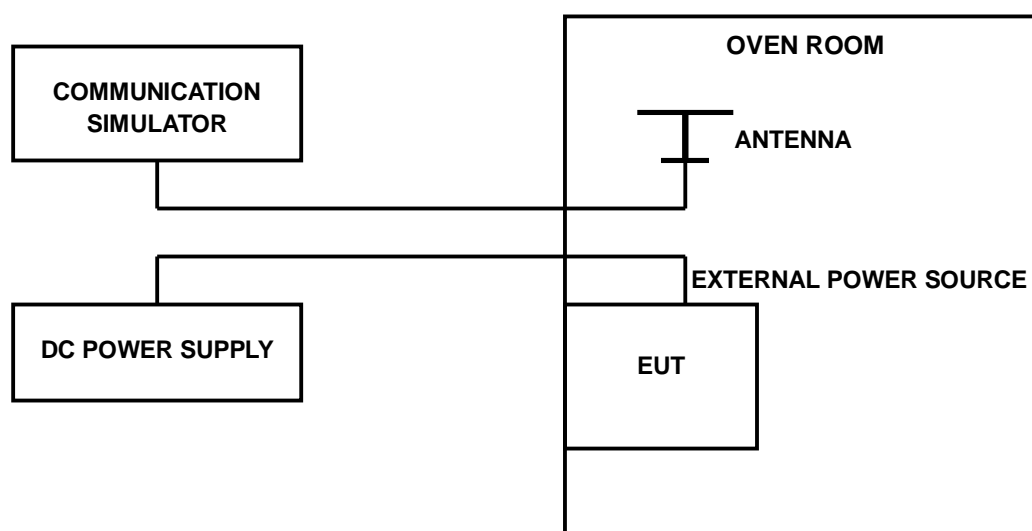 OVEN ROOM
COMMUNICATION
SIMULATOR
ANTENNA
EXTERNAL POWER SOURCE
DC POWER SUPPLY
EUT